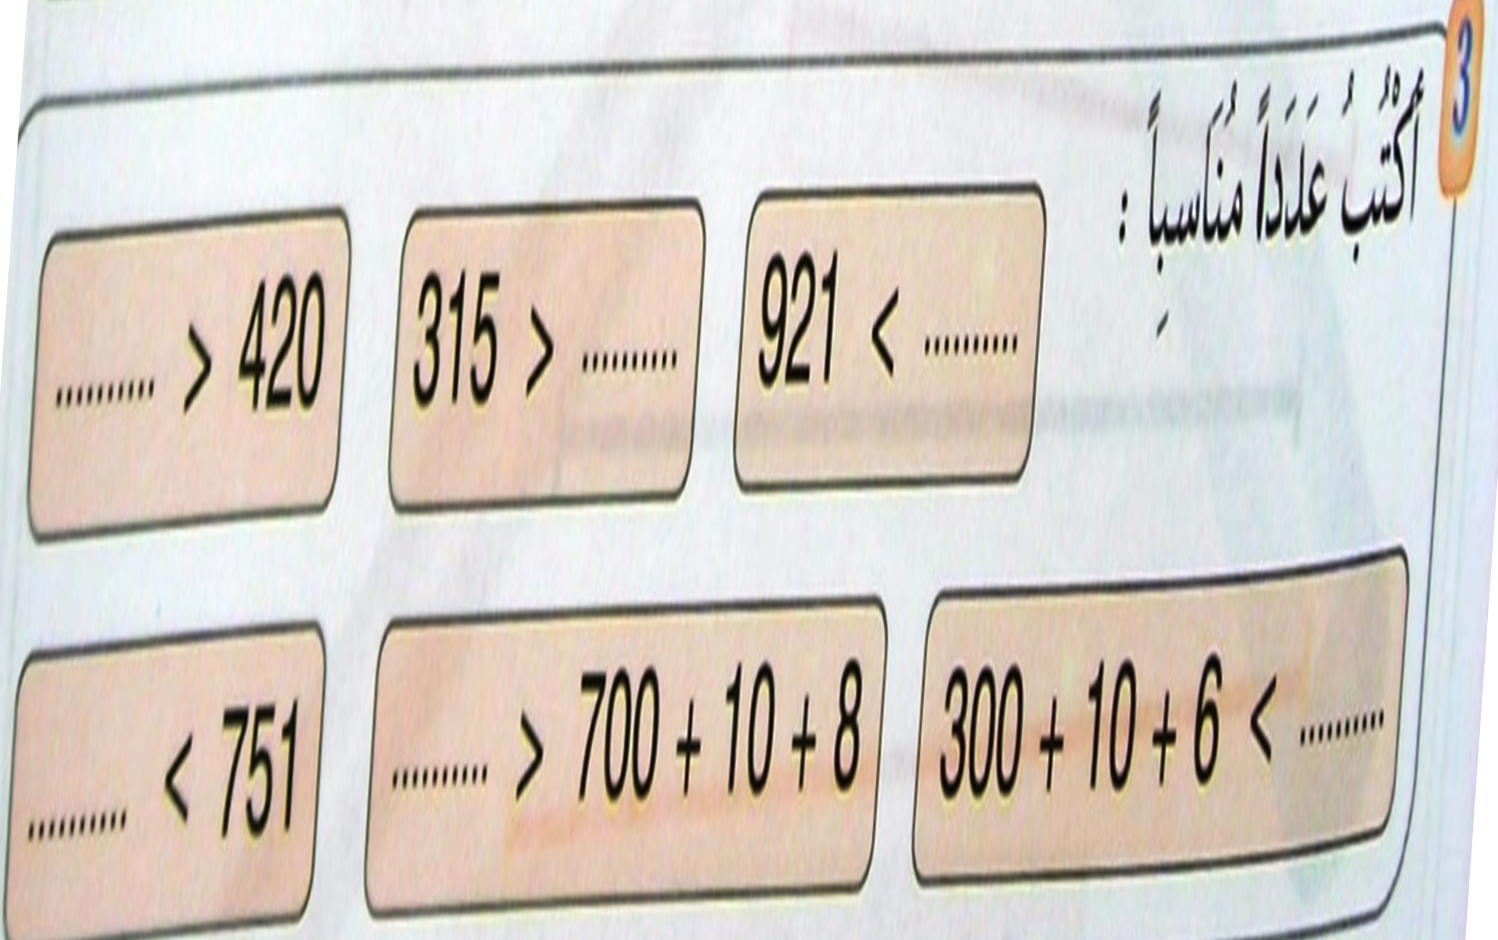 3
أَكْتُبُ عَدَداً مُنَاسِباً :
.......... > 420
315 > ..........
921 < ..........
.......... < 751
.......... > 700 + 10 + 8
300 + 10 + 6 < ..........